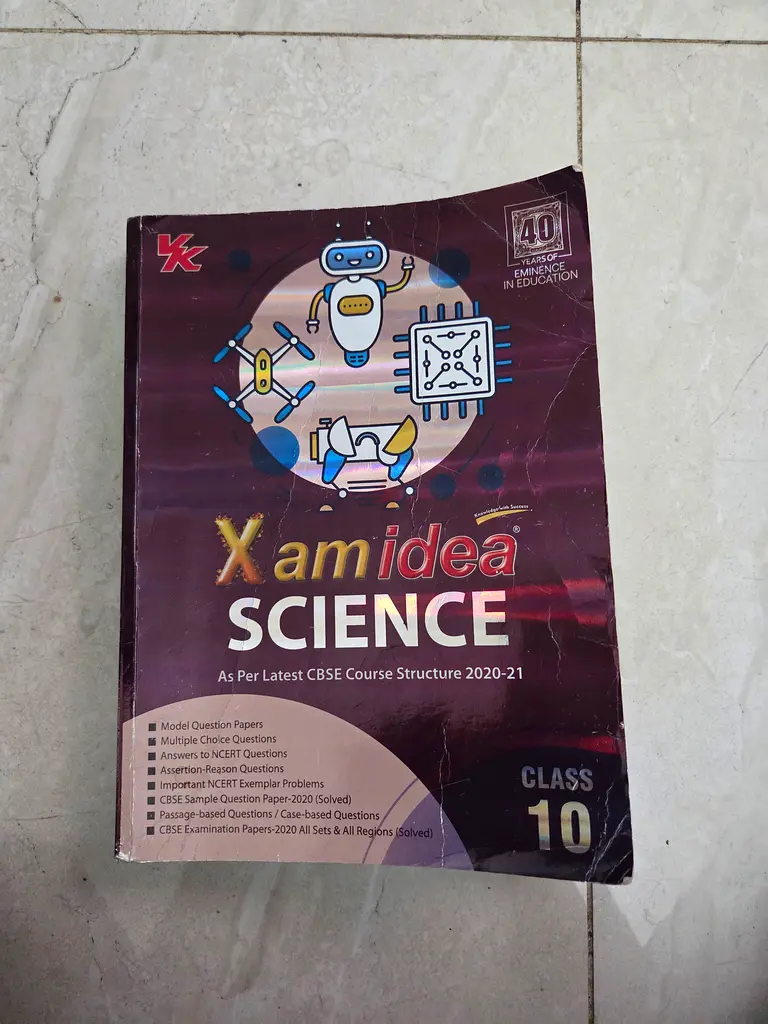 VK
40
YEARS OF
EMINENCE
IN EDUCATION
Knowledge with Success
Xam idea®
SCIENCE
As Per Latest CBSE Course Structure 2020-21
Model Question Papers
Multiple Choice Questions
Answers to NCERT Questions
Assertion-Reason Questions
Important NCERT Exemplar Problems
CBSE Sample Question Paper-2020 (Solved)
Passage-based Questions / Case-based Questions
CBSE Examination Papers-2020 All Sets & All Regions (Solved)
CLASS
10